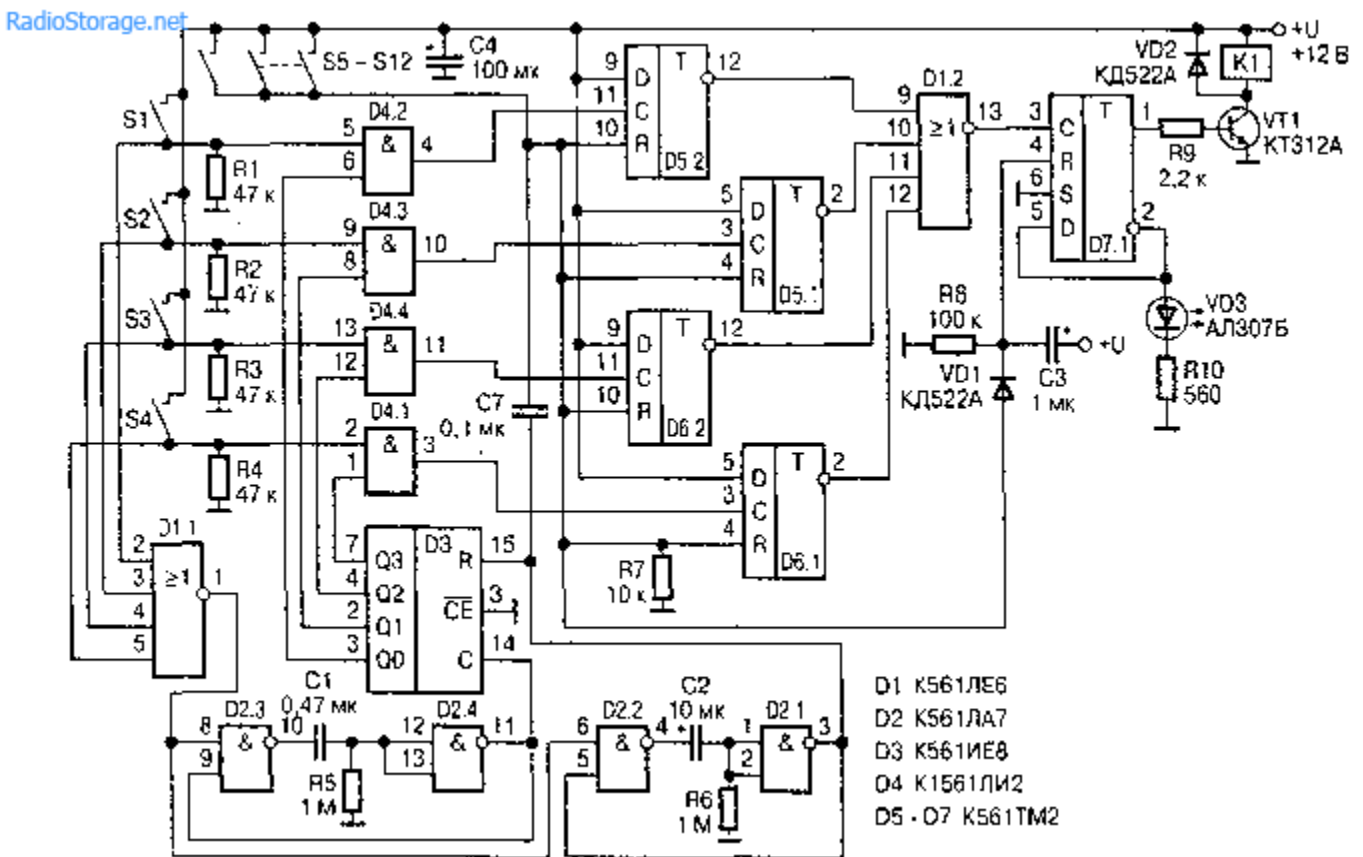 RadioStorage.net
+U
+12 В
S5 – S12
C4
100 мк
VD2
КД522А
K1
VT1
КТ312А
R9
2,2 к
S1
S2
S3
S4
R1
47 к
R2
47 к
R3
47 к
R4
47 к
D4.2
5
6
&
4
D4.3
9
8
&
10
D4.4
13
12
&
11
D4.1
2
1
&
3
9 D
11 C
10 R
T
12
D5.2
5 D
3 C
4 R
T
2
D5.1
9 D
11 C
10 R
T
12
D6.2
5 D
3 C
4 R
T
2
D6.1
D1.2
9
10
11
12
≥1
13
3 C
4 R
6 S
5 D
T
1
2
D7.1
R8
100 к
VD1
КД522А
C3
1 мк
+U
VD3
АЛ307Б
R10
560
C7
0,1 мк
R7
10 к
D1.1
2
3
4
5
≥1
1
D3
7 Q3
4 Q2
2 Q1
3 Q0
R 15
CE 3
C 14
D2.3
8
9
&
10
C1
0,47 мк
R5
1 М
D2.4
12
13
&
11
D2.2
6
5
&
4
C2
10 мк
R6
1 М
D2.1
1
2
&
3
D1 К561ЛЕ6
D2 К561ЛА7
D3 К561ИЕ8
D4 К1561ЛИ2
D5 - D7 К561ТМ2